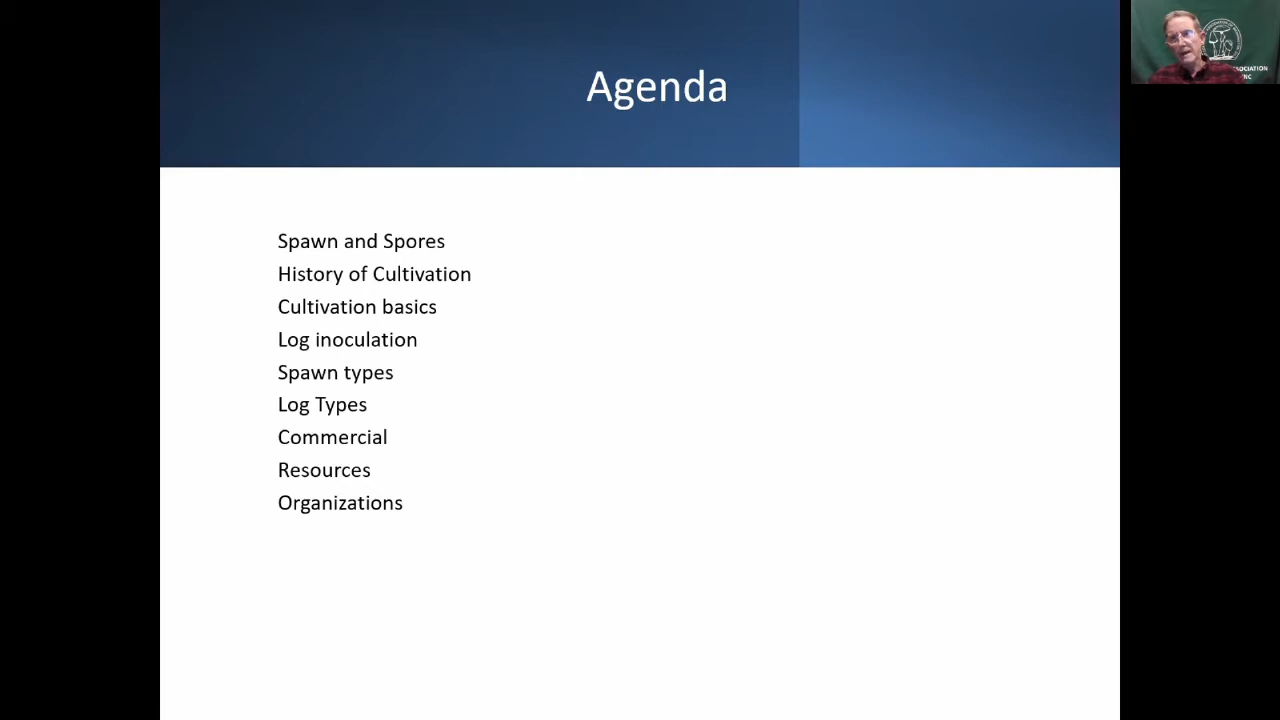 Agenda
Spawn and Spores
History of Cultivation
Cultivation basics
Log inoculation
Spawn types
Log Types
Commercial
Resources
Organizations